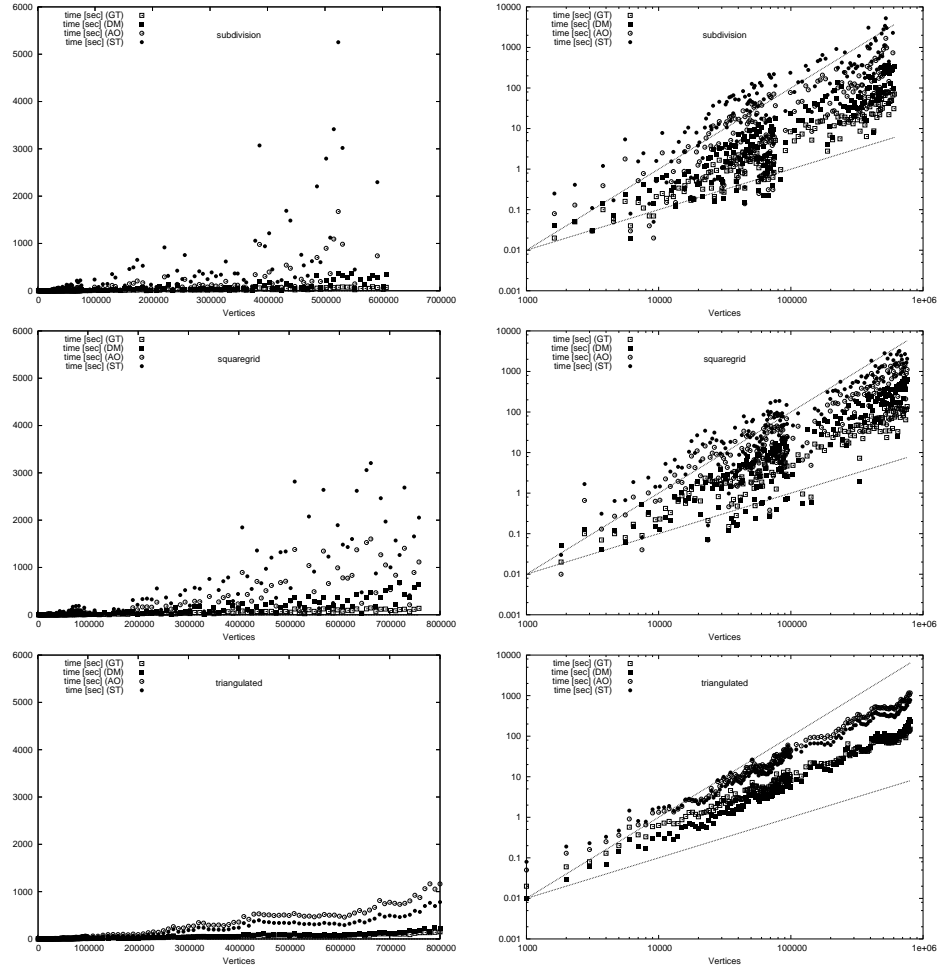 6000
5000
4000
3000
2000
1000
0
time [sec] (GT)
time [sec] (DM)
time [sec] (AO)
time [sec] (ST)
subdivision
0 100000 200000 300000 400000 500000 600000 700000
Vertices
10000
1000
100
10
1
0.1
0.01
0.001
time [sec] (GT)
time [sec] (DM)
time [sec] (AO)
time [sec] (ST)
subdivision
1000 10000 100000 1e+06
Vertices
6000
5000
4000
3000
2000
1000
0
time [sec] (GT)
time [sec] (DM)
time [sec] (AO)
time [sec] (ST)
squaregrid
0 100000 200000 300000 400000 500000 600000 700000 800000
Vertices
10000
1000
100
10
1
0.1
0.01
0.001
time [sec] (GT)
time [sec] (DM)
time [sec] (AO)
time [sec] (ST)
squaregrid
1000 10000 100000 1e+06
Vertices
6000
5000
4000
3000
2000
1000
0
time [sec] (GT)
time [sec] (DM)
time [sec] (AO)
time [sec] (ST)
triangulated
0 100000 200000 300000 400000 500000 600000 700000 800000
Vertices
10000
1000
100
10
1
0.1
0.01
0.001
time [sec] (GT)
time [sec] (DM)
time [sec] (AO)
time [sec] (ST)
triangulated
1000 10000 100000 1e+06
Vertices